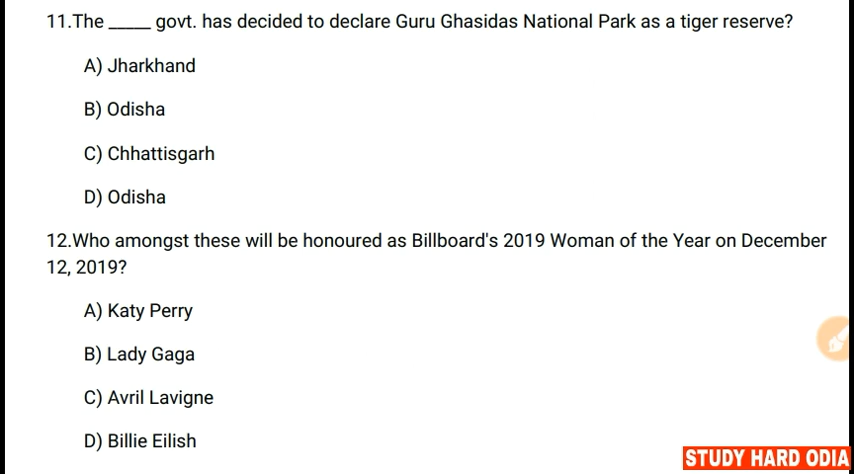 11.The _____ govt. has decided to declare Guru Ghasidas National Park as a tiger reserve?
A) Jharkhand
B) Odisha
C) Chhattisgarh
D) Odisha
12.Who amongst these will be honoured as Billboard's 2019 Woman of the Year on December
12, 2019?
A) Katy Perry
B) Lady Gaga
C) Avril Lavigne
D) Billie Eilish
STUDY HARD ODIA